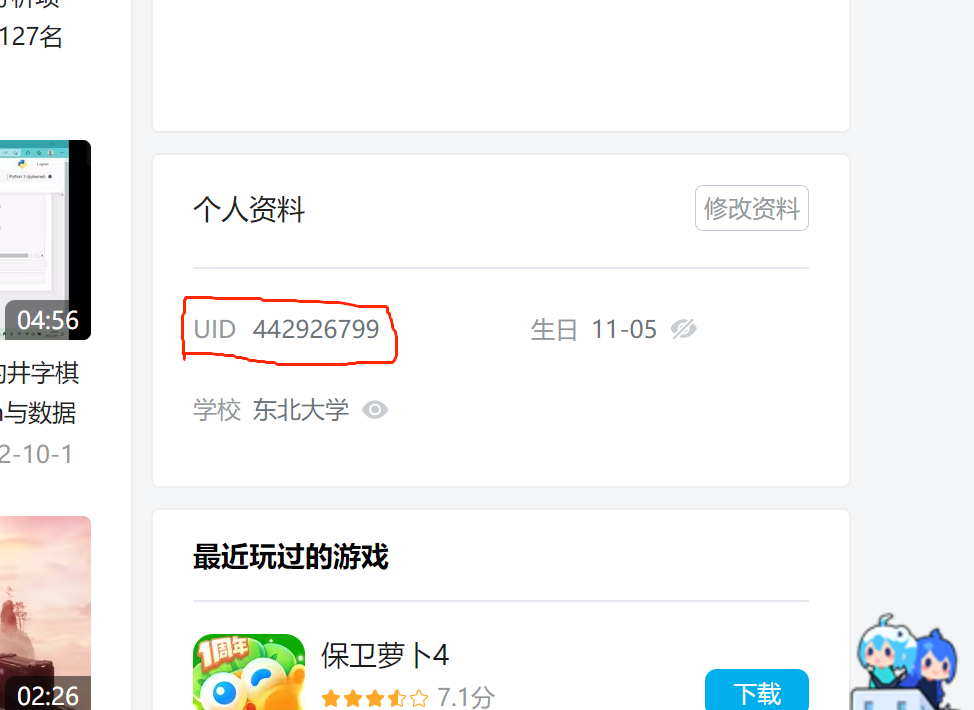 127名
Logout
Python 3 (ipykernel)
04:56
的井字棋
与数据
2-10-1
02:26
个人资料
修改资料
UID 442926799
生日 11-05
学校 东北大学
最近玩过的游戏
1周年
保卫萝卜4
7.1分
下载